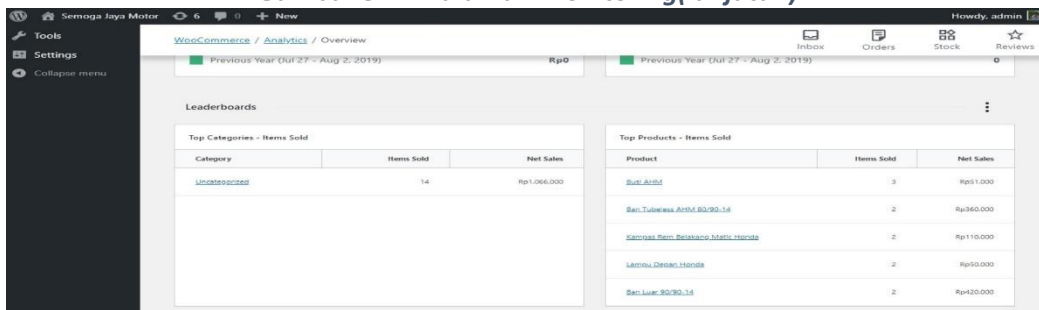 Semoga Jaya Motor 6 0 + New Howdy, admin
Tools
Settings
Collapse menu
WooCommerce / Analytics / Overview
Inbox Orders Stock Reviews
Previous Year (Jul 27 - Aug 2, 2019) Rp0
Previous Year (Jul 27 - Aug 2, 2019) 0
Leaderboards
Top Categories - Items Sold
Category Items Sold Net Sales
Uncategorized 14 Rp1.066.000
Top Products - Items Sold
Product Items Sold Net Sales
Busi AHM 3 Rp51.000
Ban Tubeless AHM 80/90-14 2 Rp360.000
Kampas Rem Belakang Matic Honda 2 Rp110.000
Lampu Depan Honda 2 Rp50.000
Ban Luar 90/90-14 2 Rp420.000